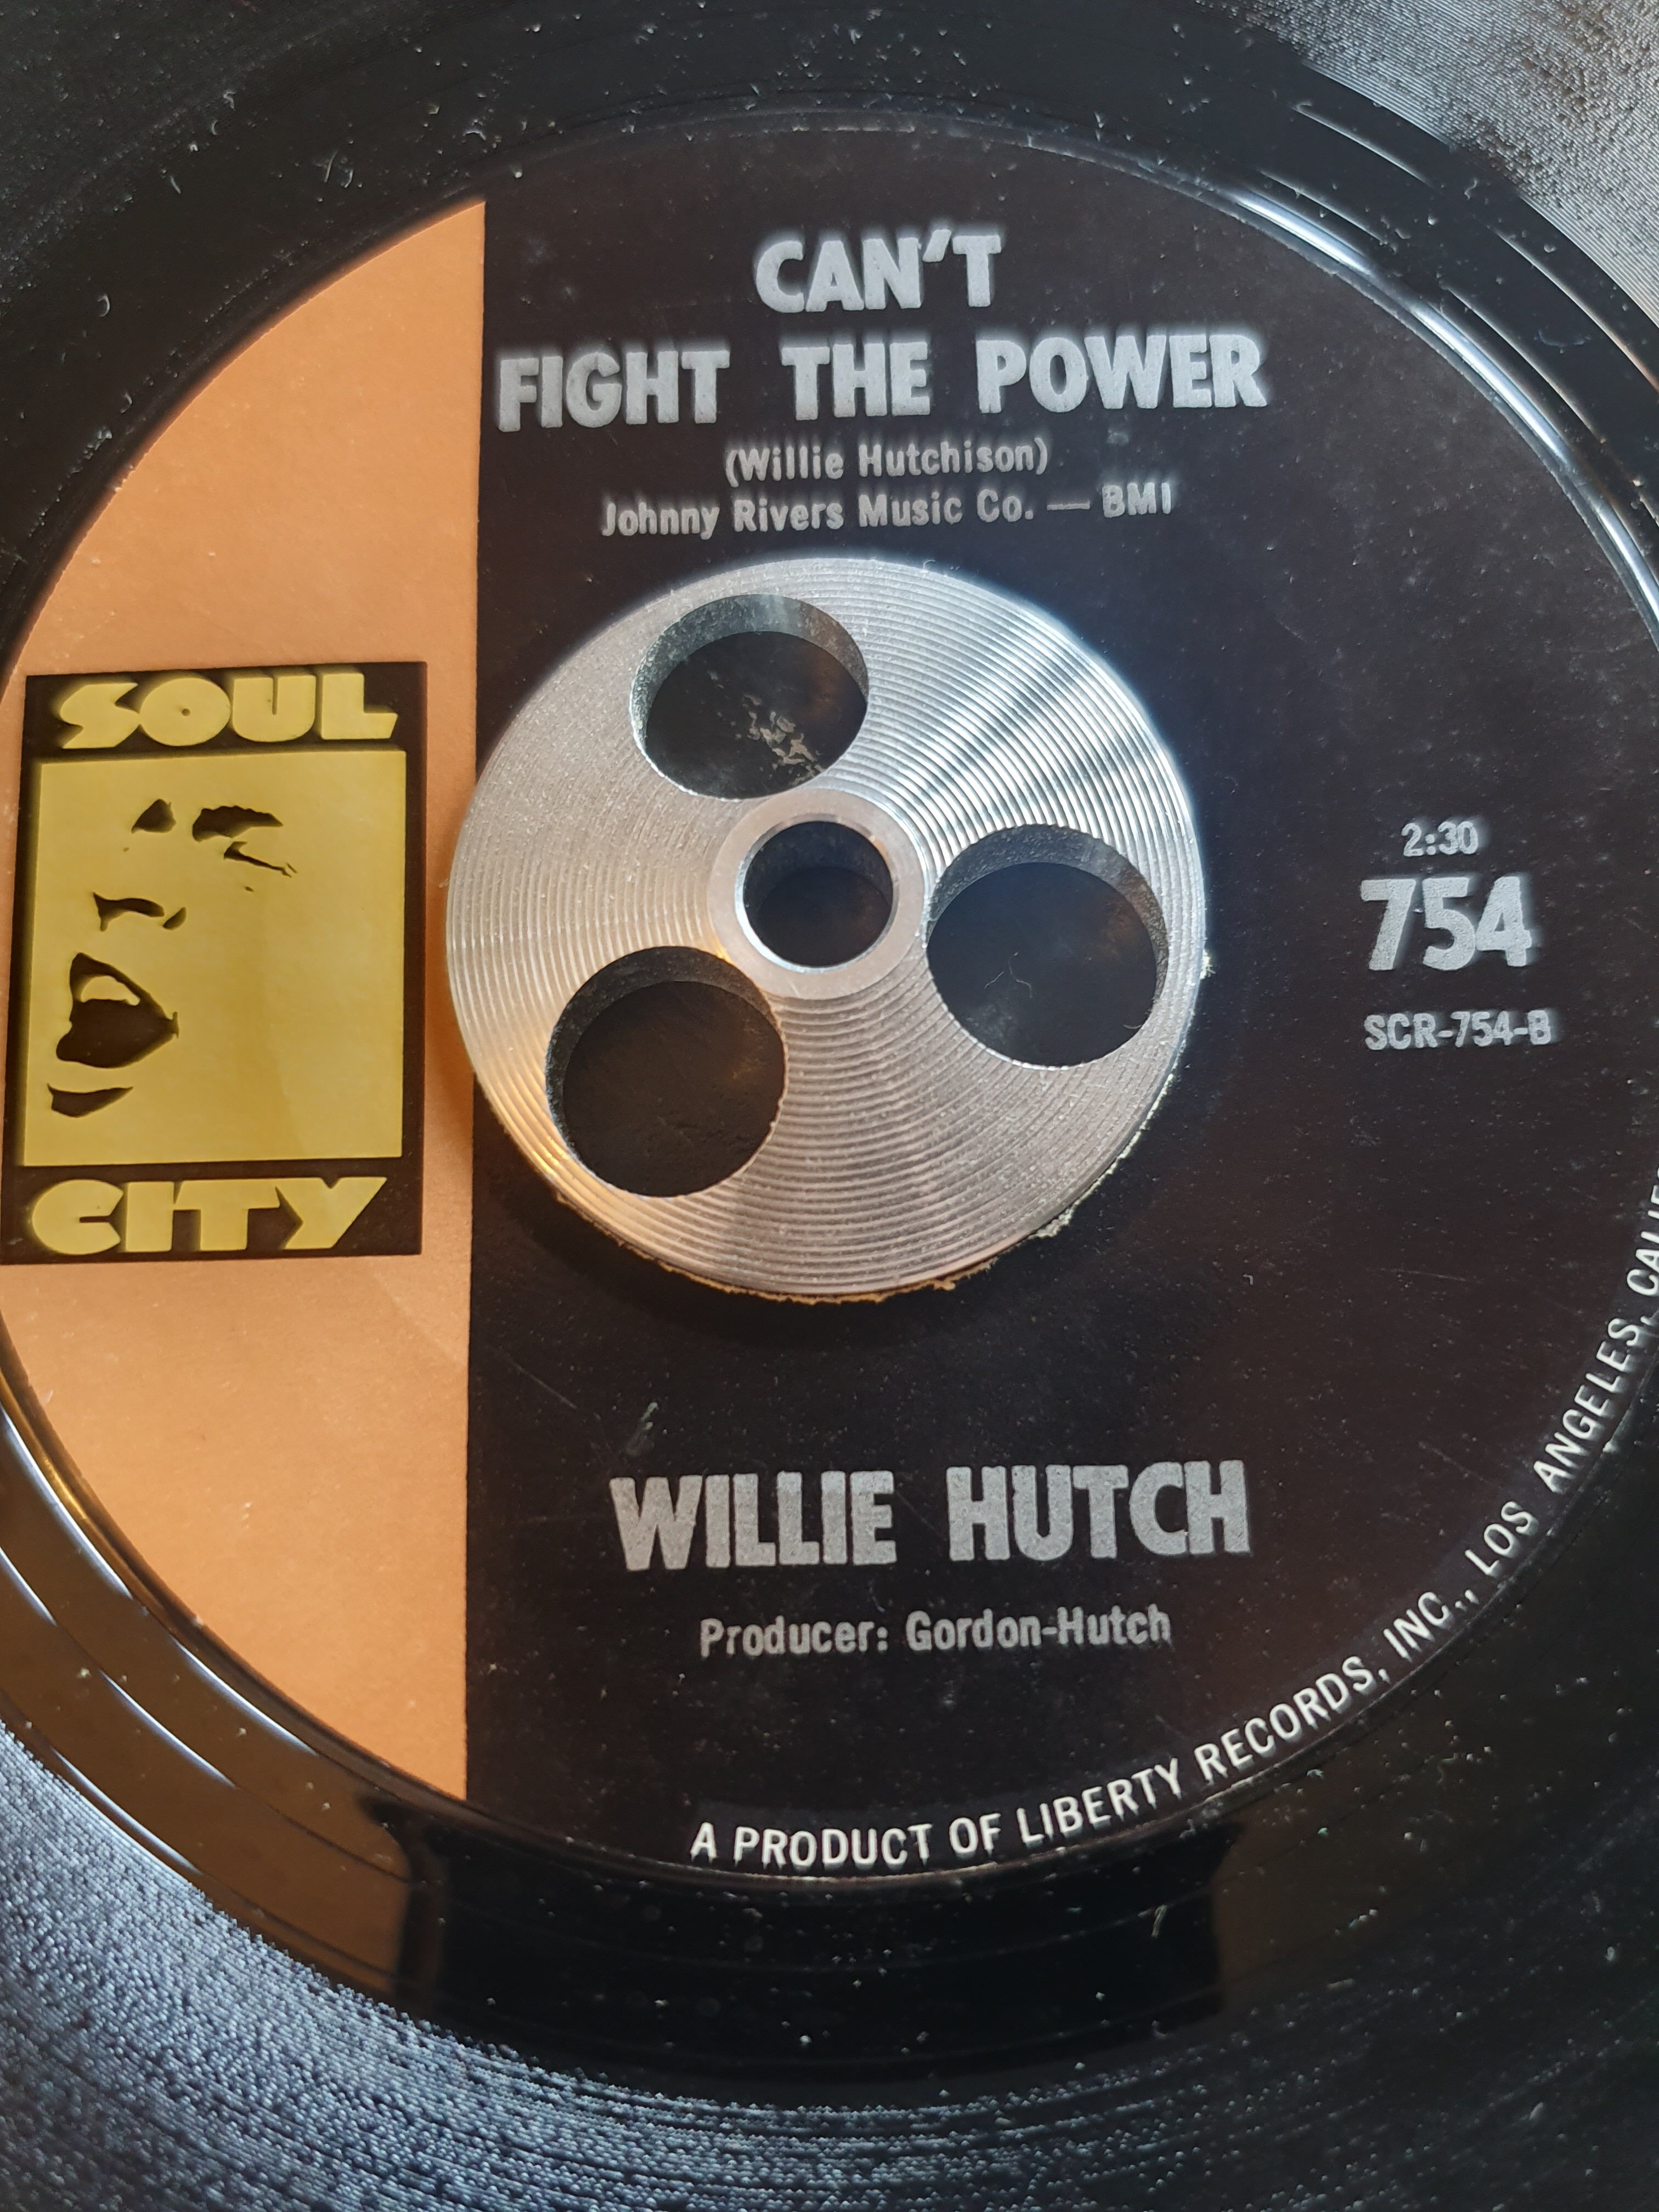 CAN'T
FIGHT THE POWER
(Willie Hutchison)
Johnny Rivers Music Co. — BMI
SOUL
CITY
2:30
754
SCR-754-B
WILLIE HUTCH
Producer: Gordon-Hutch
A PRODUCT OF LIBERTY RECORDS, INC., LOS ANGELES,